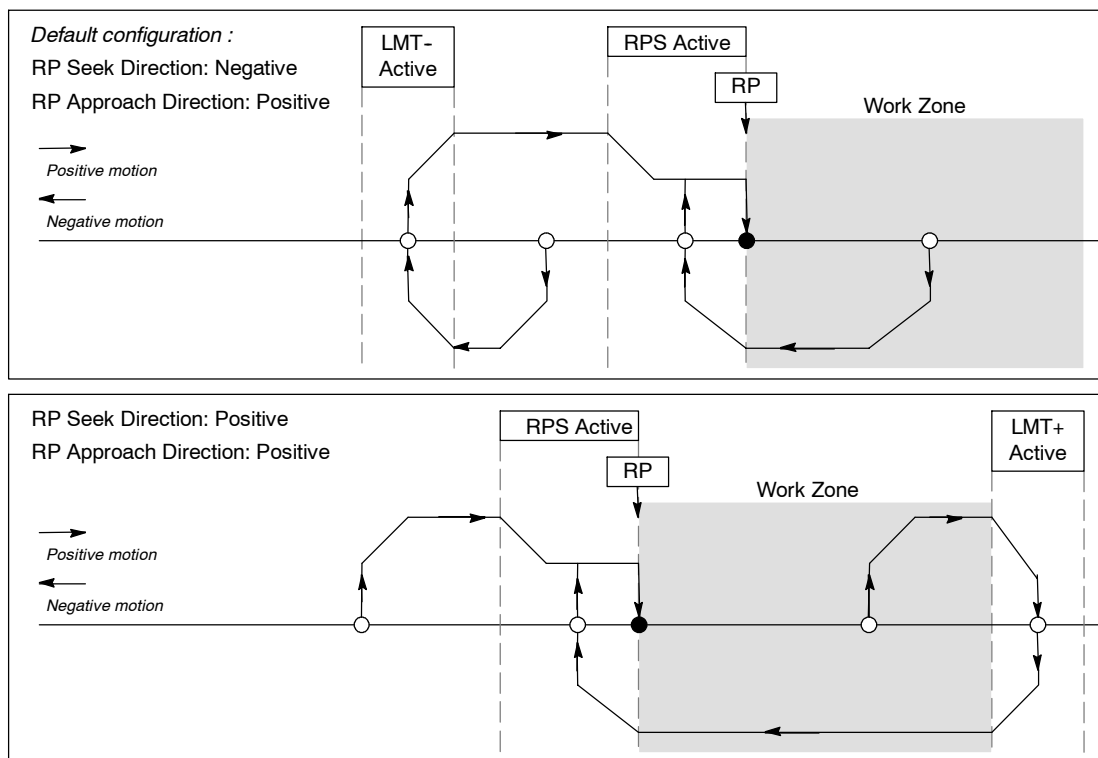 Default configuration :
RP Seek Direction: Negative
RP Approach Direction: Positive
LMT-
Active
RPS Active
RP
Work Zone
Positive motion
Negative motion
RP Seek Direction: Positive
RP Approach Direction: Positive
RPS Active
RP
LMT+
Active
Work Zone
Positive motion
Negative motion